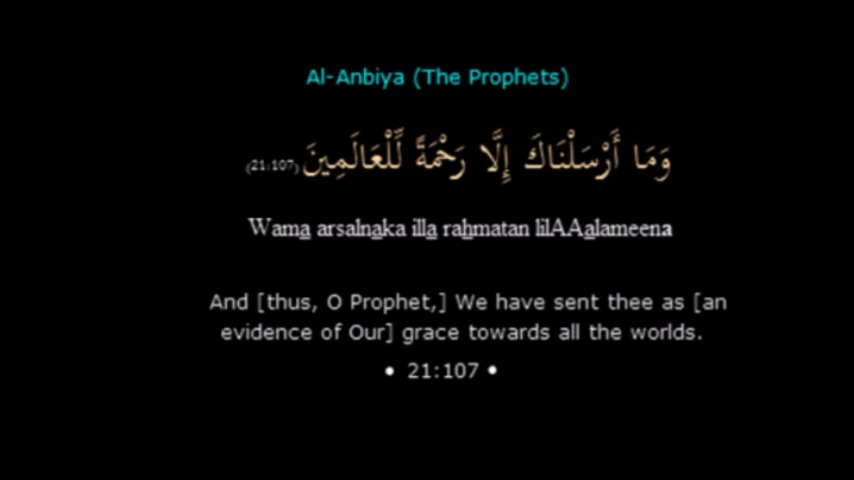 Al-Anbiya (The Prophets)
وَمَا أَرْسَلْنَاكَ إِلَّا رَحْمَةً لِّلْعَالَمِينَ (21:107)
Wama arsalnaka illa rahmatan lilAAalameena
And [thus, O Prophet,] We have sent thee as [an
evidence of Our] grace towards all the worlds.
• 21:107 •